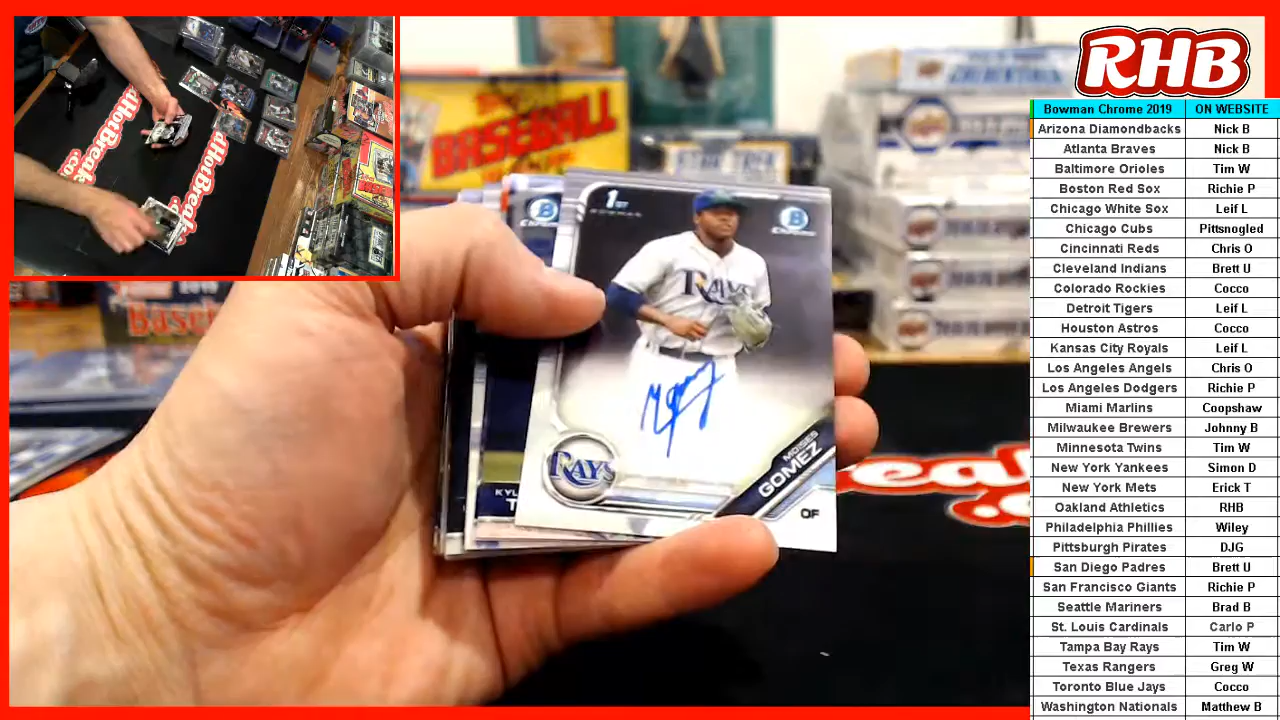 RHB
Bowman Chrome 2019 ON WEBSITE
Arizona Diamondbacks Nick B
Atlanta Braves Nick B
Baltimore Orioles Tim W
Boston Red Sox Richie P
Chicago White Sox Leif L
Chicago Cubs Pittsnogled
Cincinnati Reds Chris O
Cleveland Indians Brett U
Colorado Rockies Cocco
Detroit Tigers Leif L
Houston Astros Cocco
Kansas City Royals Leif L
Los Angeles Angels Chris O
Los Angeles Dodgers Richie P
Miami Marlins Coopshaw
Milwaukee Brewers Johnny B
Minnesota Twins Tim W
New York Yankees Simon D
New York Mets Erick T
Oakland Athletics RHB
Philadelphia Phillies Wiley
Pittsburgh Pirates DJG
San Diego Padres Brett U
San Francisco Giants Richie P
Seattle Mariners Brad B
St. Louis Cardinals Carlo P
Tampa Bay Rays Tim W
Texas Rangers Greg W
Toronto Blue Jays Cocco
Washington Nationals Matthew B
BASEBALL
1ST
BOWMAN
B
Chrome
B
Chrome
RAYS
RAYS
MOISES
GOMEZ
OF
KYL
T